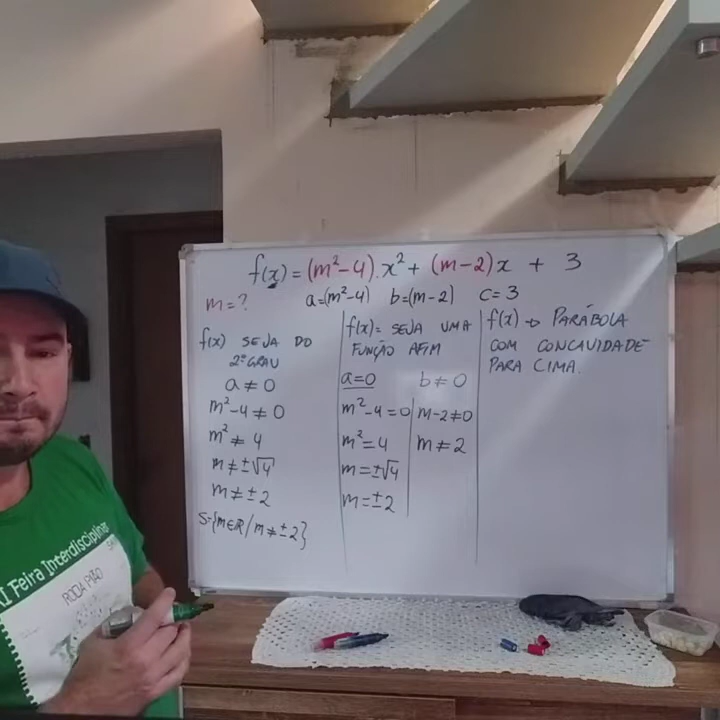 f(x) = (m²-4).x² + (m-2)x + 3
m=? a=(m²-4) b=(m-2) c=3
f(x) SEJA DO
2º GRAU
a ≠ 0
m²-4 ≠ 0
m² ≠ 4
m ≠ ±√4
m ≠ ±2
S={m∈R/m≠±2}
f(x)= SEJA UMA
FUNÇÃO AFIM
a=0 b≠0
m²-4=0 m-2≠0
m²=4 m≠2
m=±√4
m=±2
f(x) → PARÁBOLA
COM CONCAVIDADE
PARA CIMA.
I Feira Interdisciplinar
RODA PIÃO